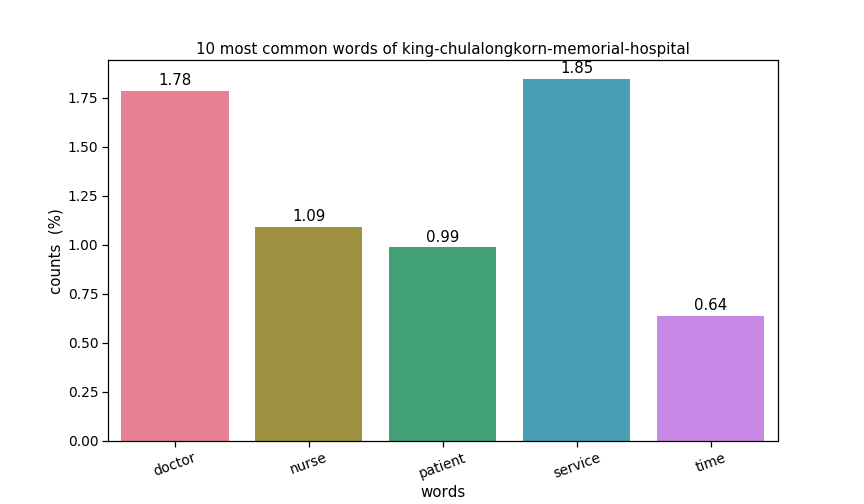 10 most common words of king-chulalongkorn-memorial-hospital
counts (%)
1.75
1.50
1.25
1.00
0.75
0.50
0.25
0.00
1.78
1.09
0.99
1.85
0.64
doctor
nurse
patient
service
time
words